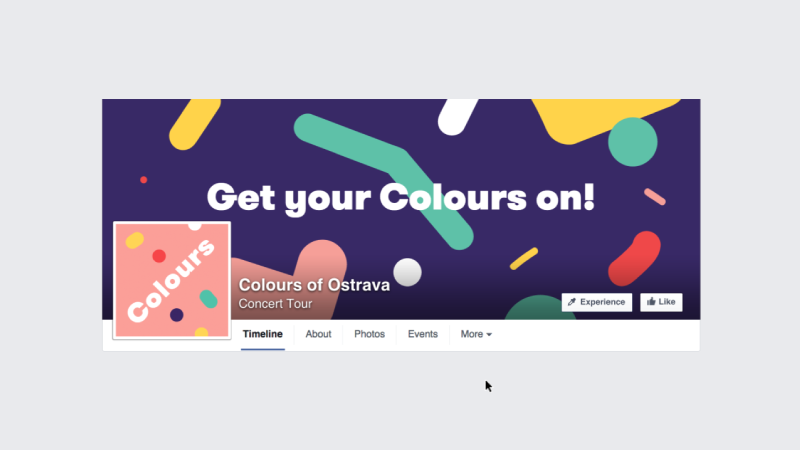 Get your Colours on!
Colours
Colours of Ostrava
Concert Tour
Experience
Like
Timeline
About
Photos
Events
More